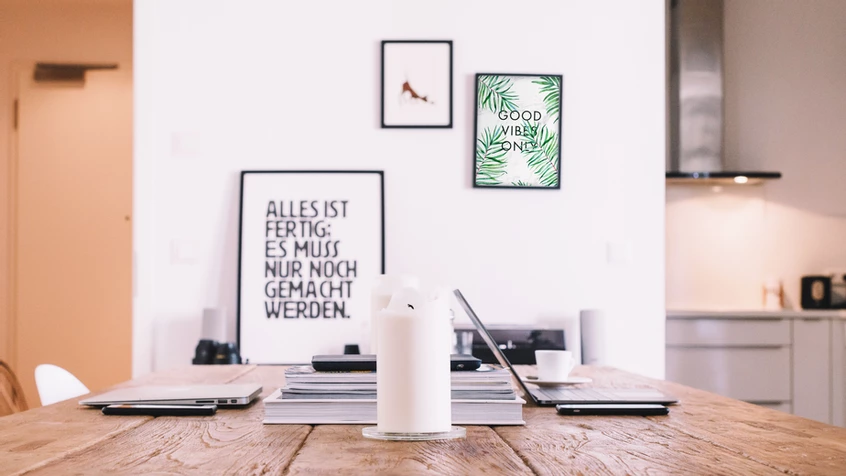 GOOD
VIBES
ONLY
ALLES IST
FERTIG;
ES MUSS
NUR NOCH
GEMACHT
WERDEN.